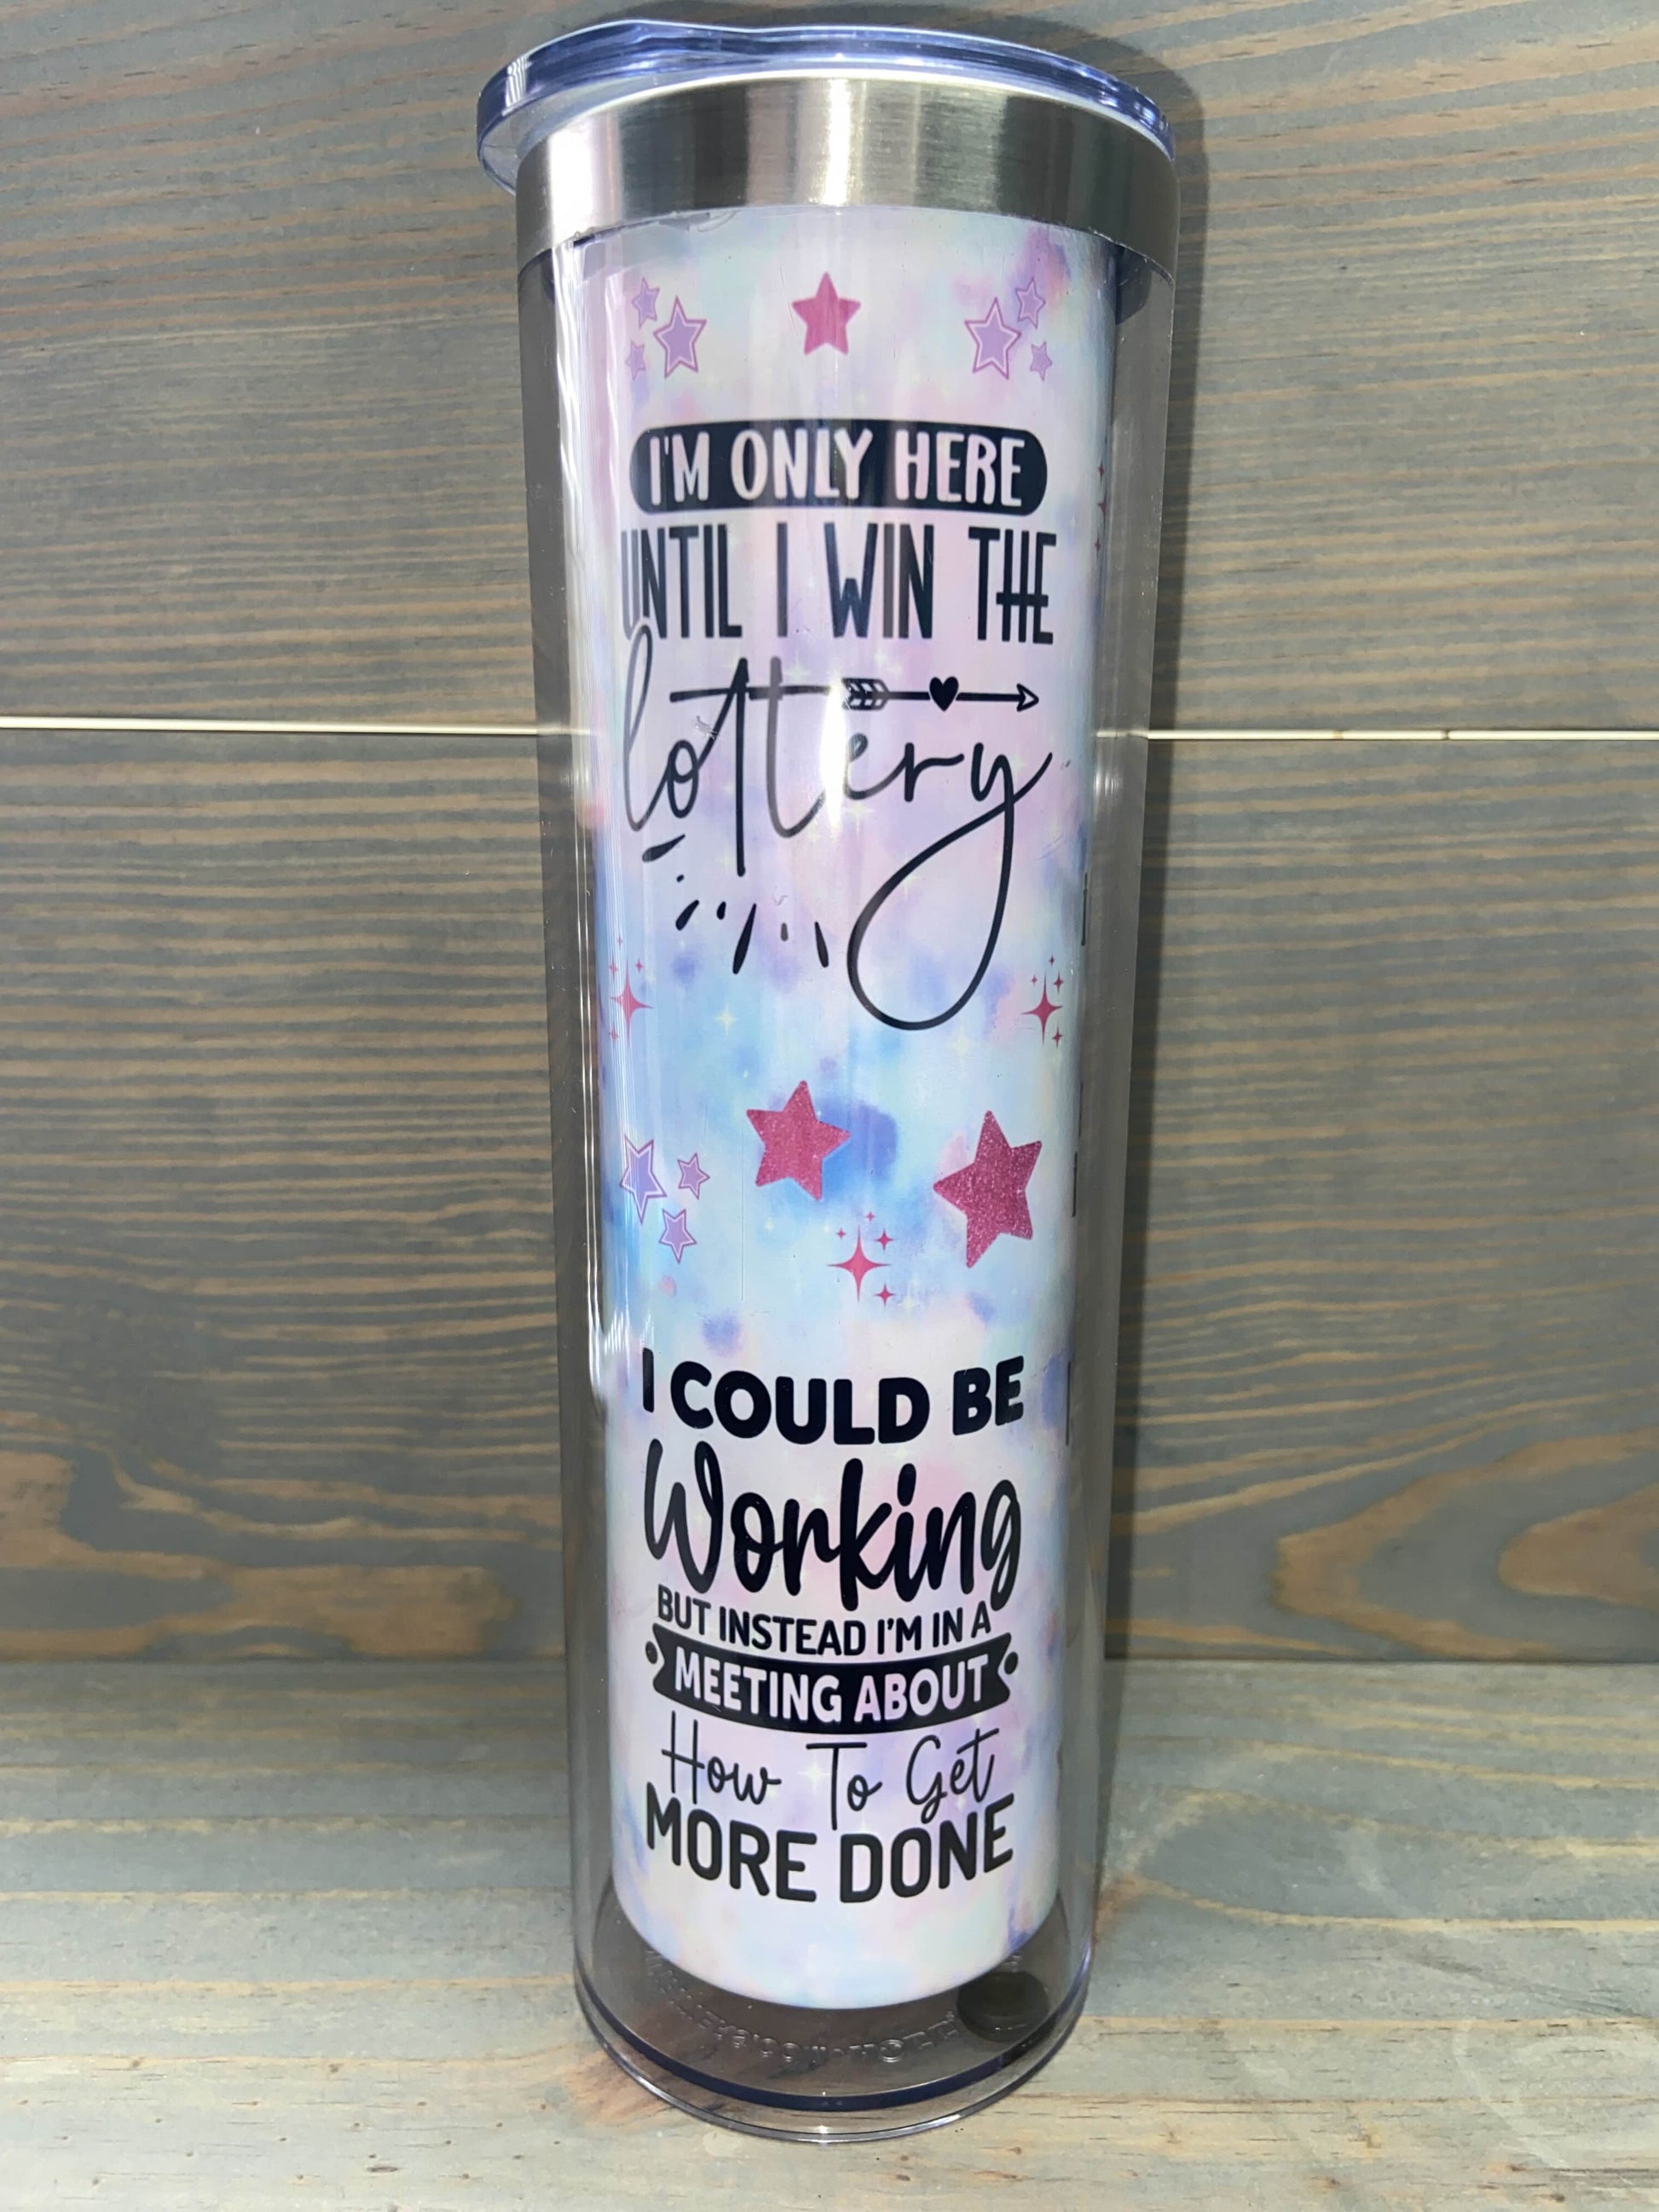 I'M ONLY HERE
UNTIL I WIN THE
lottery
I COULD BE
Working
BUT INSTEAD I'M IN A
MEETING ABOUT
How To Get
MORE DONE